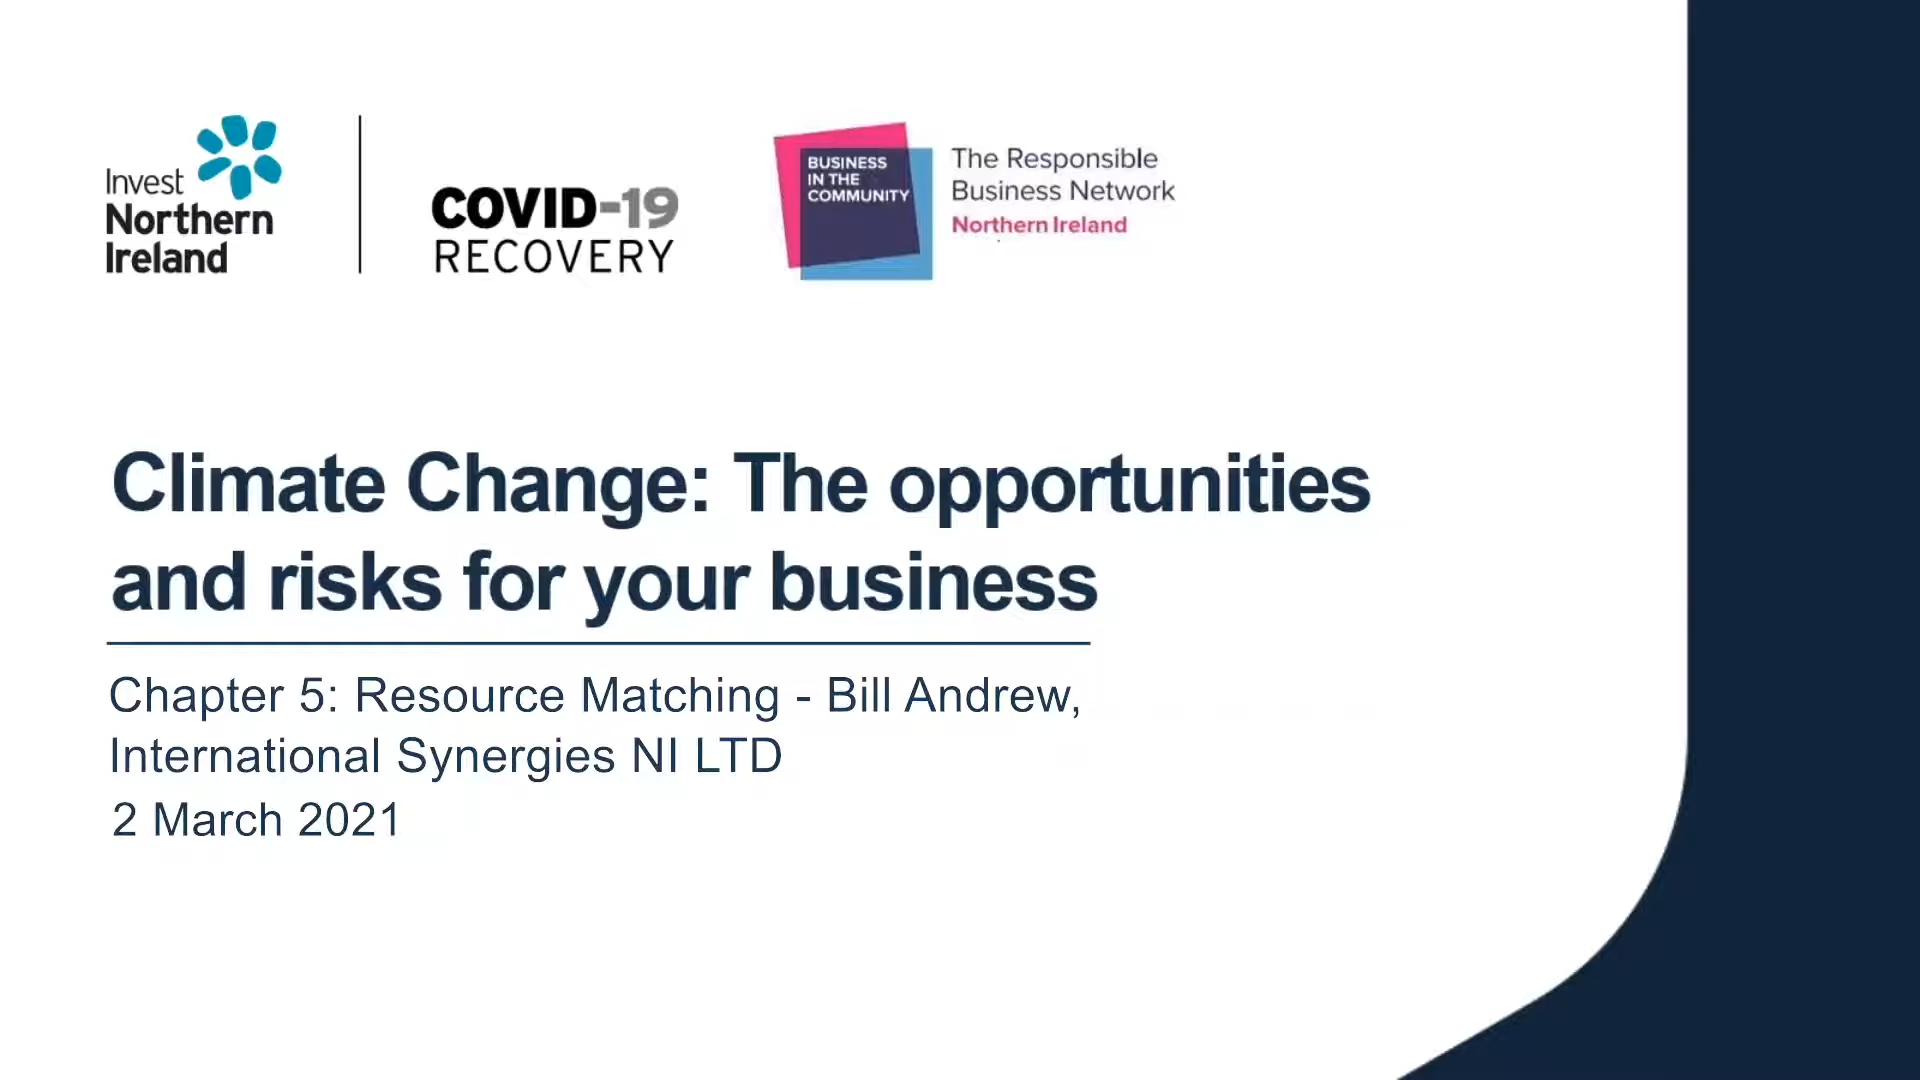 Invest
Northern
Ireland
COVID-19
RECOVERY
BUSINESS
IN THE
COMMUNITY
The Responsible
Business Network
Northern Ireland
Climate Change: The opportunities
and risks for your business
Chapter 5: Resource Matching - Bill Andrew,
International Synergies NI LTD
2 March 2021